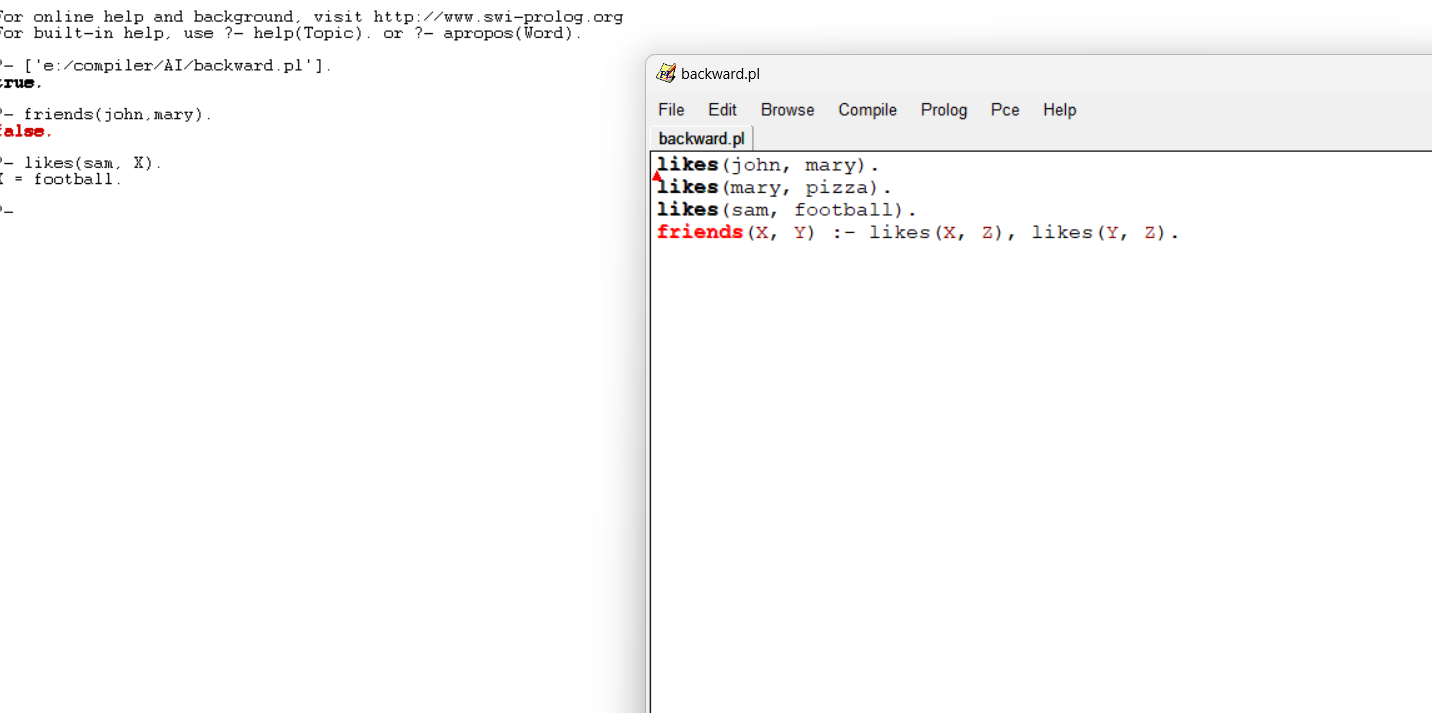 For online help and background, visit http://www.swi-prolog.org
For built-in help, use ?- help(Topic). or ?- apropos(Word).
?- ['e:/compiler/AI/backward.pl'].
true.
?- friends(john,mary).
false.
?- likes(sam, X).
X = football.
?-
backward.pl
File Edit Browse Compile Prolog Pce Help
backward.pl
likes(john, mary).
likes(mary, pizza).
likes(sam, football).
friends(X, Y) :- likes(X, Z), likes(Y, Z).